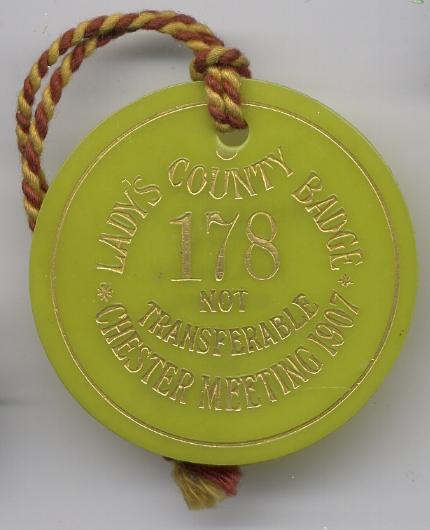 LADY'S COUNTY BADGE
178
NOT
TRANSFERABLE
* CHESTER MEETING 1907 *